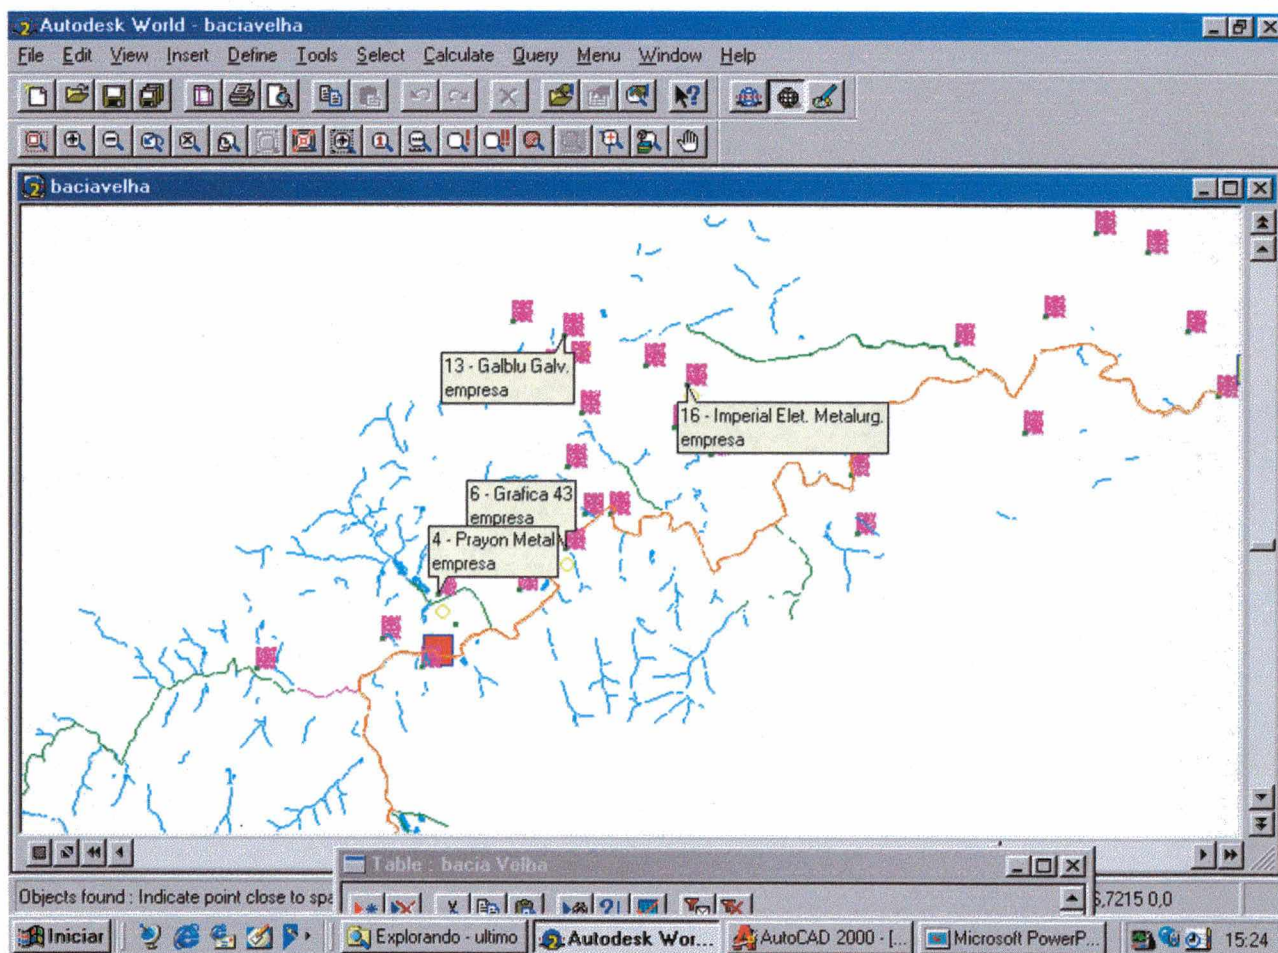 Autodesk World - baciavelha
File Edit View Insert Define Tools Select Calculate Query Menu Window Help
baciavelha
13 - Galblu Galv.
empresa
16 - Imperial Elet. Metalurg.
empresa
6 - Grafica 43
empresa
4 - Prayon Metal
empresa
Table : bacia Velha
Objects found : Indicate point close to spa
,7215 0,0
Iniciar Explorando - ultimo Autodesk Wor... AutoCAD 2000 - [... Microsoft PowerP... 15:24